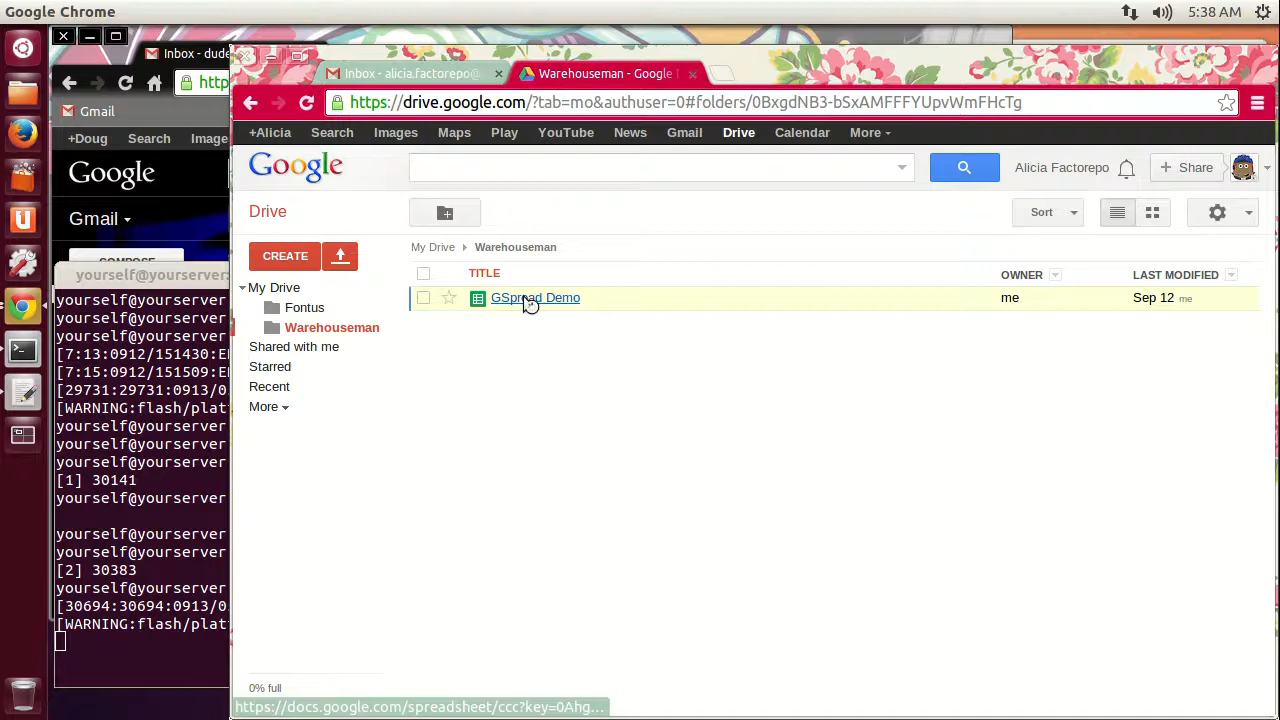 Google Chrome
5:38 AM
Inbox - dude
Gmail
+Doug Search Image
Google
Gmail
COMPOSE
yourself@yourserver:
yourself@yourserver
yourself@yourserver
yourself@yourserver
[7:13:0912/151430:E
[7:15:0912/151509:E
[29731:29731:0913/0
[WARNING:flash/plat
yourself@yourserver
yourself@yourserver
yourself@yourserver
[1] 30141
yourself@yourserver
yourself@yourserver
yourself@yourserver
[2] 30383
yourself@yourserver
[30694:30694:0913/0
[WARNING:flash/plat
Inbox - alicia.factorepo@
Warehouseman - Google
https://drive.google.com/?tab=mo&authuser=0#folders/0BxgdNB3-bSxAMFFFYUpvWmFHcTg
+Alicia Search Images Maps Play YouTube News Gmail Drive Calendar More
Google
Alicia Factorepo
+ Share
Drive
Sort
My Drive Warehouseman
CREATE
TITLE OWNER LAST MODIFIED
GSpread Demo me Sep 12 me
My Drive
Fontus
Warehouseman
Shared with me
Starred
Recent
More
0% full
https://docs.google.com/spreadsheet/ccc?key=0Ahg...